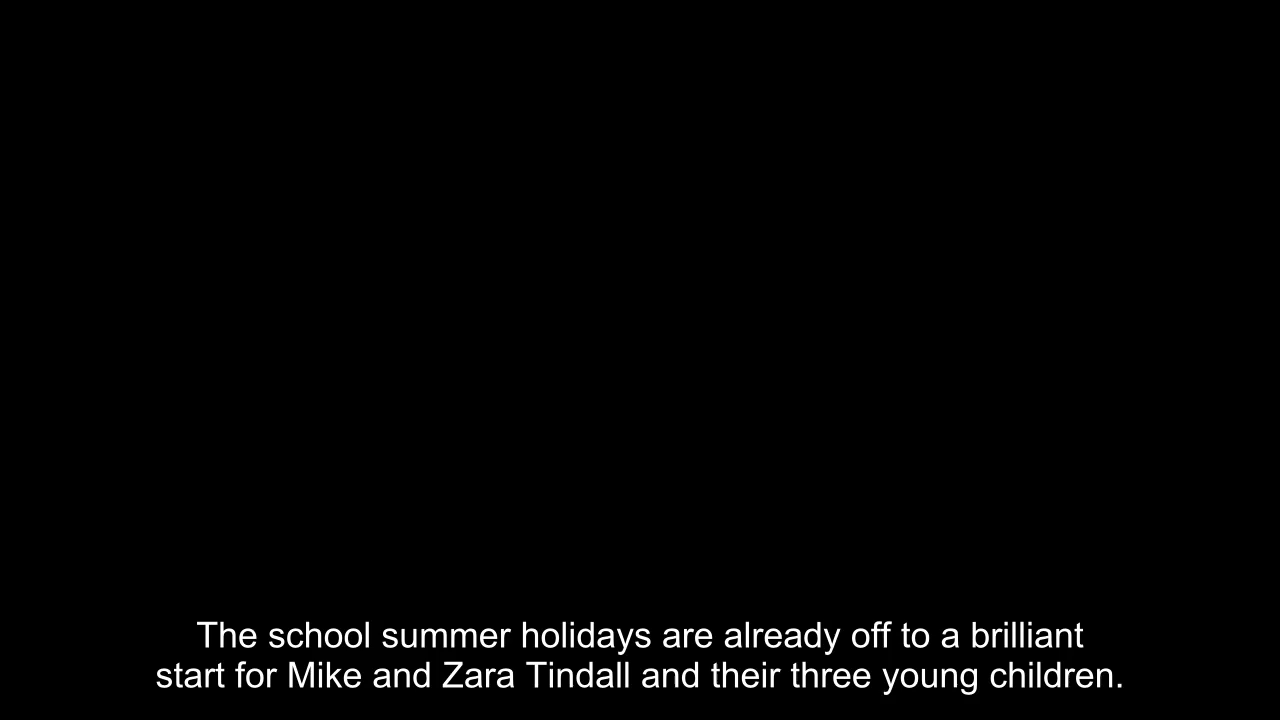 The school summer holidays are already off to a brilliant
start for Mike and Zara Tindall and their three young children.